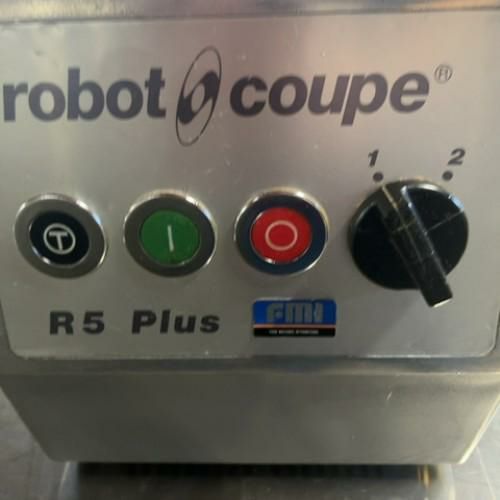 robot coupe®
1 2
T I O
R5 Plus FMI